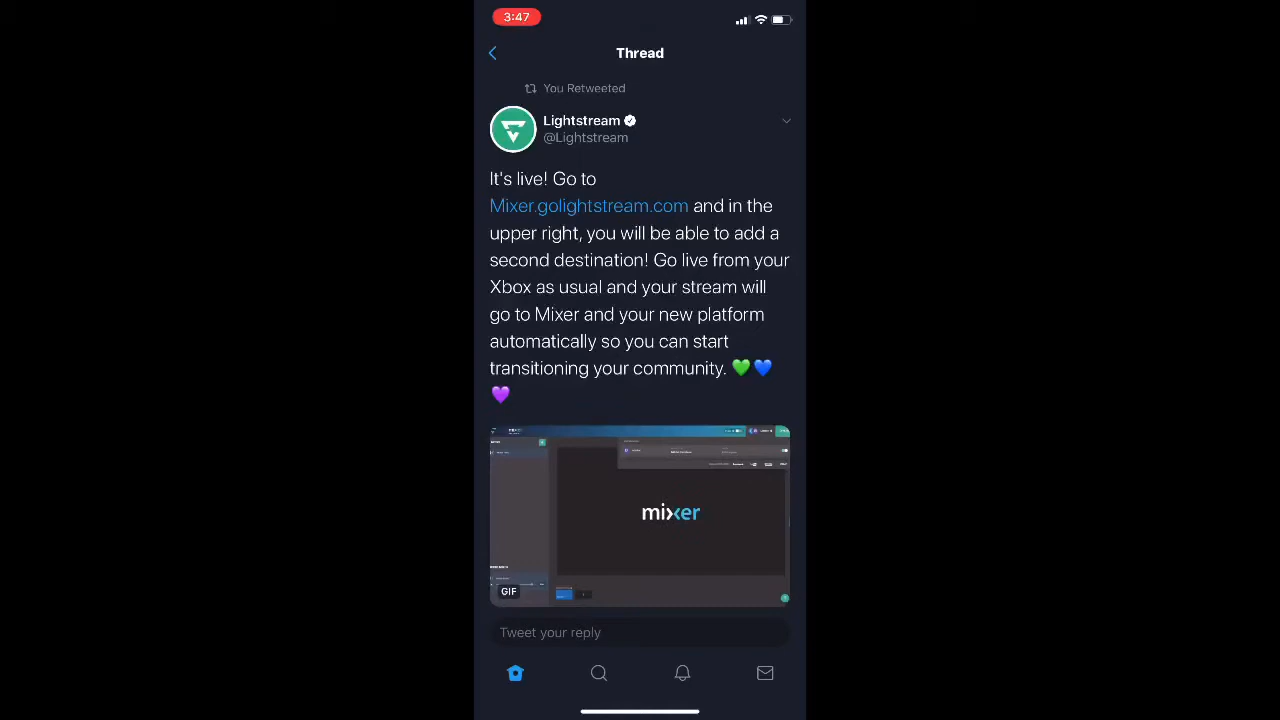 3:47
Thread
You Retweeted
Lightstream
@Lightstream
It's live! Go to
Mixer.golightstream.com and in the
upper right, you will be able to add a
second destination! Go live from your
Xbox as usual and your stream will
go to Mixer and your new platform
automatically so you can start
transitioning your community. 💚💙
💜
mixer
GIF
Tweet your reply